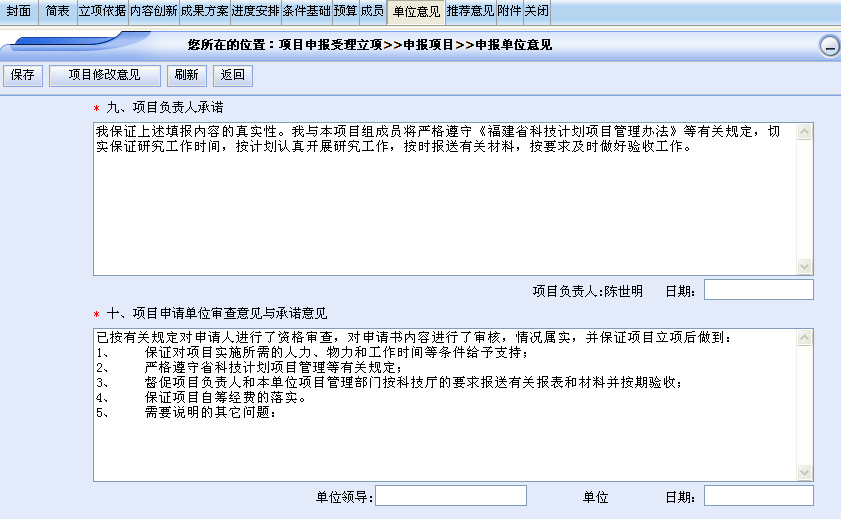 封面 简表 立项依据 内容创新 成果方案 进度安排 条件基础 预算 成员 单位意见 推荐意见 附件 关闭
您所在的位置：项目申报受理立项>>申报项目>>申报单位意见
保存 项目修改意见 刷新 返回
* 九、项目负责人承诺
我保证上述填报内容的真实性。我与本项目组成员将严格遵守《福建省科技计划项目管理办法》等有关规定，切
实保证研究工作时间，按计划认真开展研究工作，按时报送有关材料，按要求及时做好验收工作。
项目负责人:陈世明 日期:
* 十、项目申请单位审查意见与承诺意见
已按有关规定对申请人进行了资格审查，对申请书内容进行了审核，情况属实，并保证项目立项后做到：
1、 保证对项目实施所需的人力、物力和工作时间等条件给予支持；
2、 严格遵守省科技计划项目管理等有关规定；
3、 督促项目负责人和本单位项目管理部门按科技厅的要求报送有关报表和材料并按期验收；
4、 保证项目自筹经费的落实。
5、 需要说明的其它问题：
单位领导: 单位 日期: